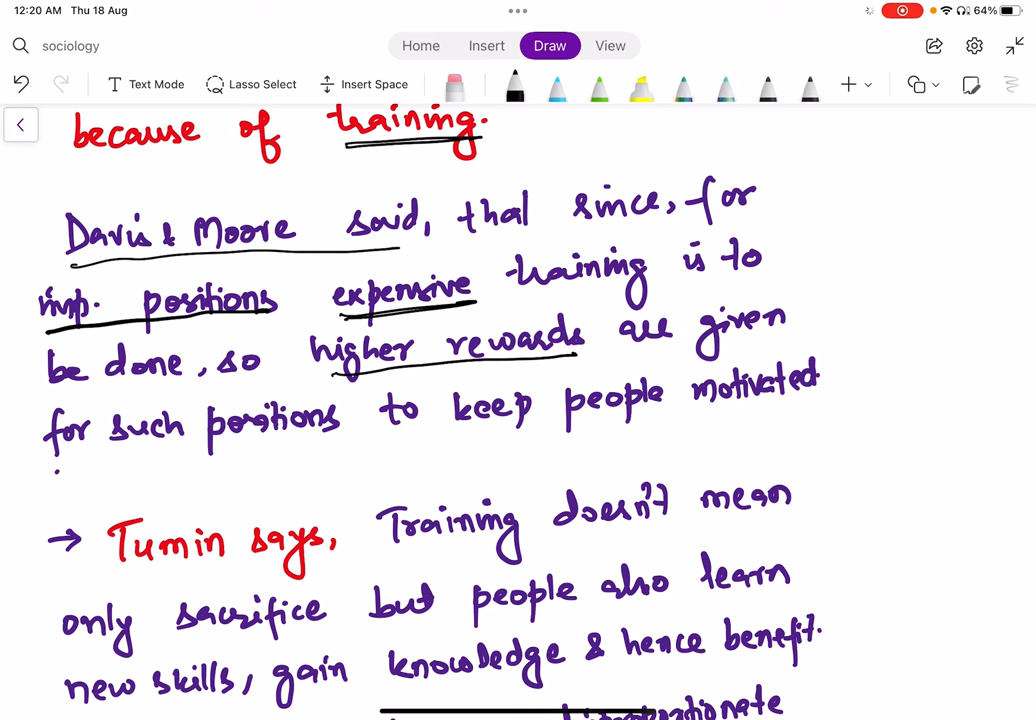 12:20 AM Thu 18 Aug
64%
sociology
Home Insert Draw View
Text Mode Lasso Select Insert Space
because of training.
Davis & Moore said, that since, for
imp. positions expensive training is to
be done, so higher rewards are given
for such positions to keep people motivated
→ Tumin says, Training doesn't mean
only sacrifice but people also learn
new skills, gain knowledge & hence benefit.